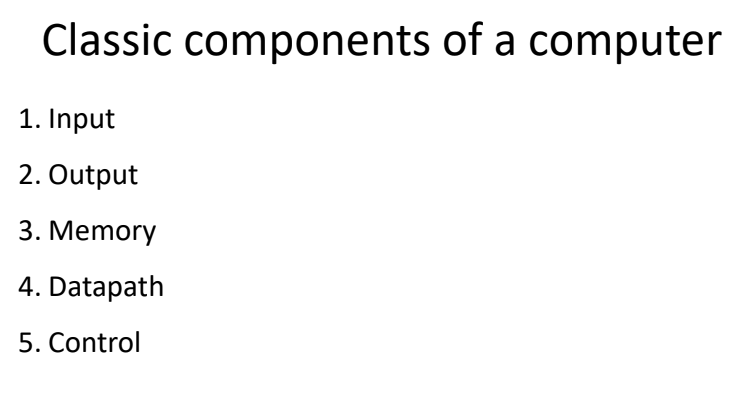 Classic components of a computer
1. Input
2. Output
3. Memory
4. Datapath
5. Control